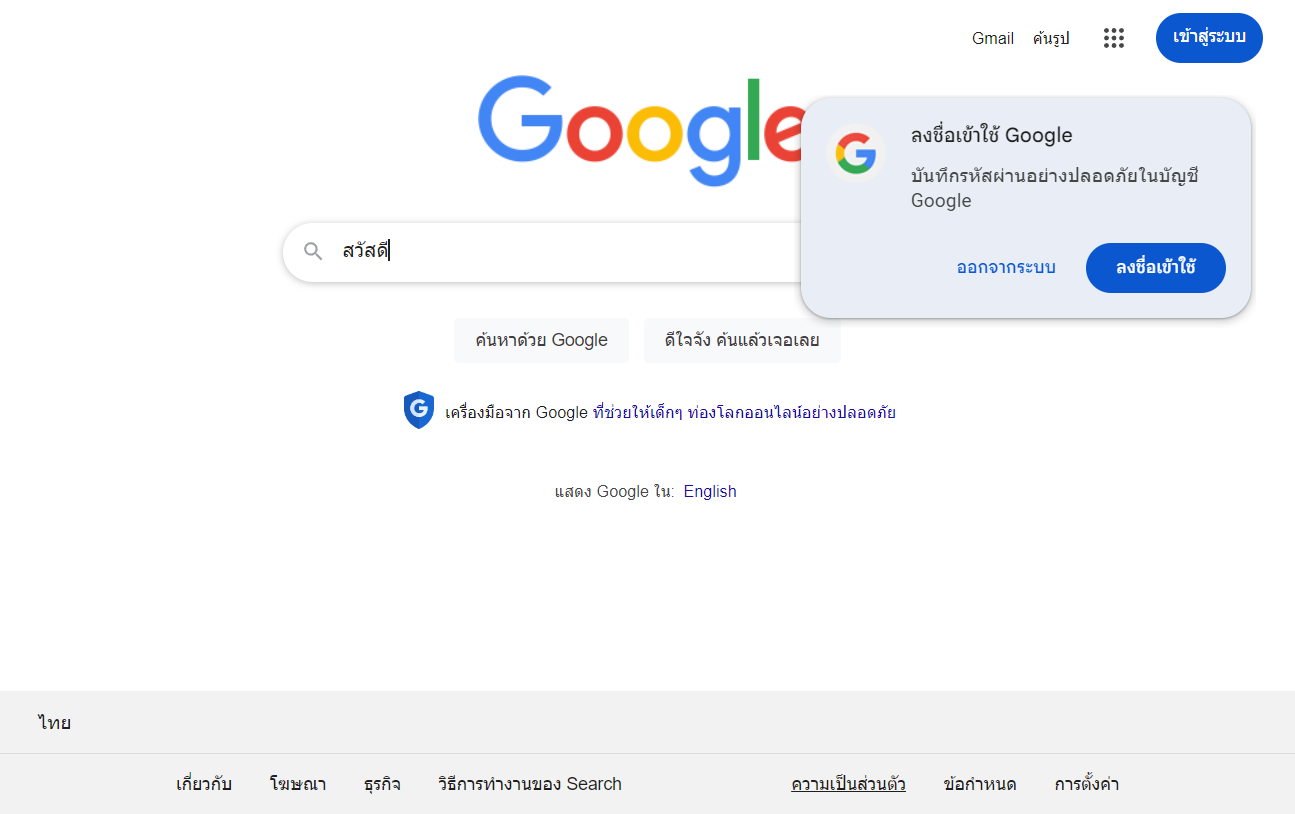 Gmail ค้นรูป เข้าสู่ระบบ
Google
ลงชื่อเข้าใช้ Google
บันทึกรหัสผ่านอย่างปลอดภัยในบัญชี
Google
ออกจากระบบ ลงชื่อเข้าใช้
สวัสดี
ค้นหาด้วย Google ดีใจจัง ค้นแล้วเจอเลย
เครื่องมือจาก Google ที่ช่วยให้เด็กๆ ท่องโลกออนไลน์อย่างปลอดภัย
แสดง Google ใน: English
ไทย
เกี่ยวกับ โฆษณา ธุรกิจ วิธีการทำงานของ Search ความเป็นส่วนตัว ข้อกำหนด การตั้งค่า